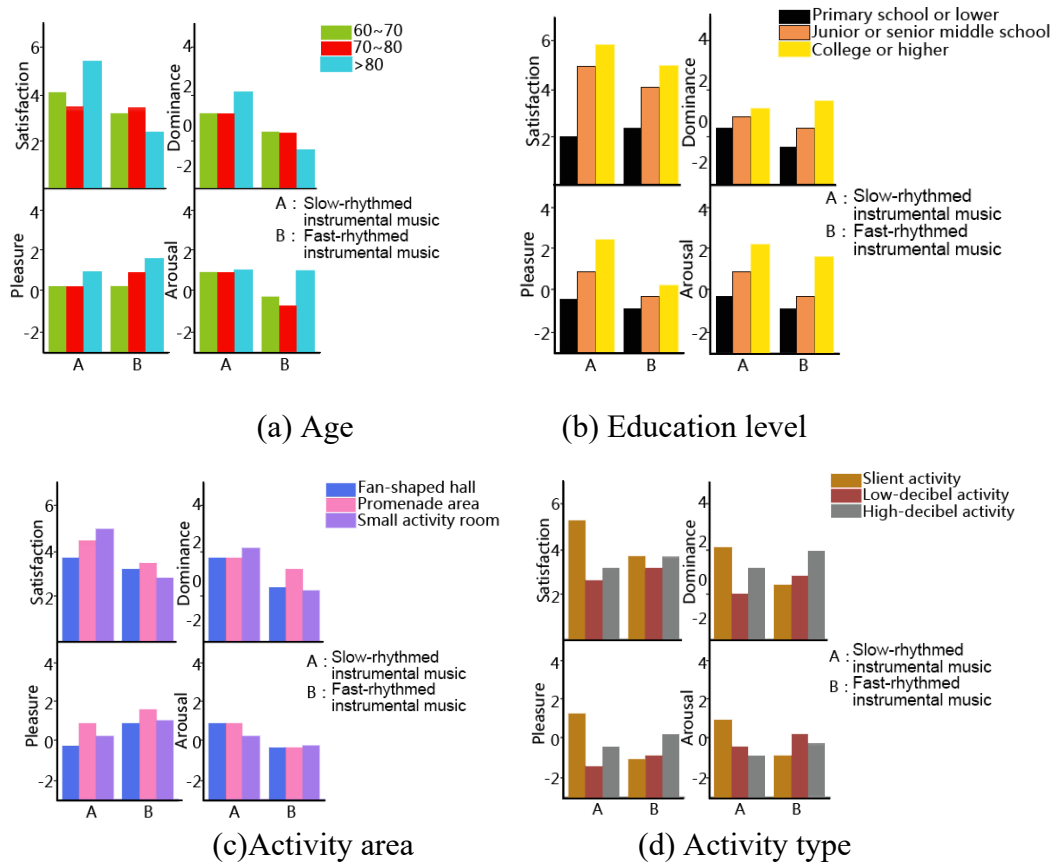 60~70
70~80
>80
Satisfaction
6
4
2
Dominance
4
2
0
-2
A : Slow-rhythmed
instrumental music
B : Fast-rhythmed
instrumental music
Pleasure
4
2
0
-2
A
B
Arousal
4
2
0
-2
A
B
(a) Age
Primary school or lower
Junior or senior middle school
College or higher
Satisfaction
6
4
2
Dominance
4
2
0
-2
A : Slow-rhythmed
instrumental music
B : Fast-rhythmed
instrumental music
Pleasure
4
2
0
-2
A
B
Arousal
4
2
0
-2
A
B
(b) Education level
Fan-shaped hall
Promenade area
Small activity room
Satisfaction
6
4
2
Dominance
4
2
0
-2
A : Slow-rhythmed
instrumental music
B : Fast-rhythmed
instrumental music
Pleasure
4
2
0
-2
A
B
Arousal
4
2
0
-2
A
B
(c)Activity area
Slient activity
Low-decibel activity
High-decibel activity
Satisfaction
6
4
2
Dominance
4
2
0
-2
A : Slow-rhythmed
instrumental music
B : Fast-rhythmed
instrumental music
Pleasure
4
2
0
-2
A
B
Arousal
4
2
0
-2
A
B
(d) Activity type